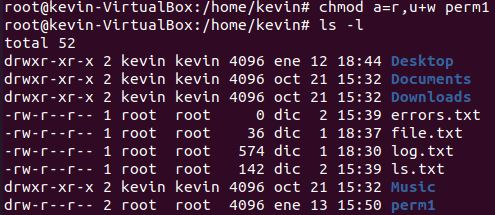 root@kevin-VirtualBox:/home/kevin# chmod a=r,u+w perm1
root@kevin-VirtualBox:/home/kevin# ls -l
total 52
drwxr-xr-x 2 kevin kevin 4096 ene 12 18:44 Desktop
drwxr-xr-x 2 kevin kevin 4096 oct 21 15:32 Documents
drwxr-xr-x 2 kevin kevin 4096 oct 21 15:32 Downloads
-rw-r--r-- 1 root  root     0 dic  2 15:39 errors.txt
-rw-r--r-- 1 root  root    36 dic  1 18:37 file.txt
-rw-r--r-- 1 root  root   574 dic  1 18:30 log.txt
-rw-r--r-- 1 root  root   142 dic  2 15:39 ls.txt
drwxr-xr-x 2 kevin kevin 4096 oct 21 15:32 Music
drw-r--r-- 2 root  root  4096 ene 13 15:50 perm1